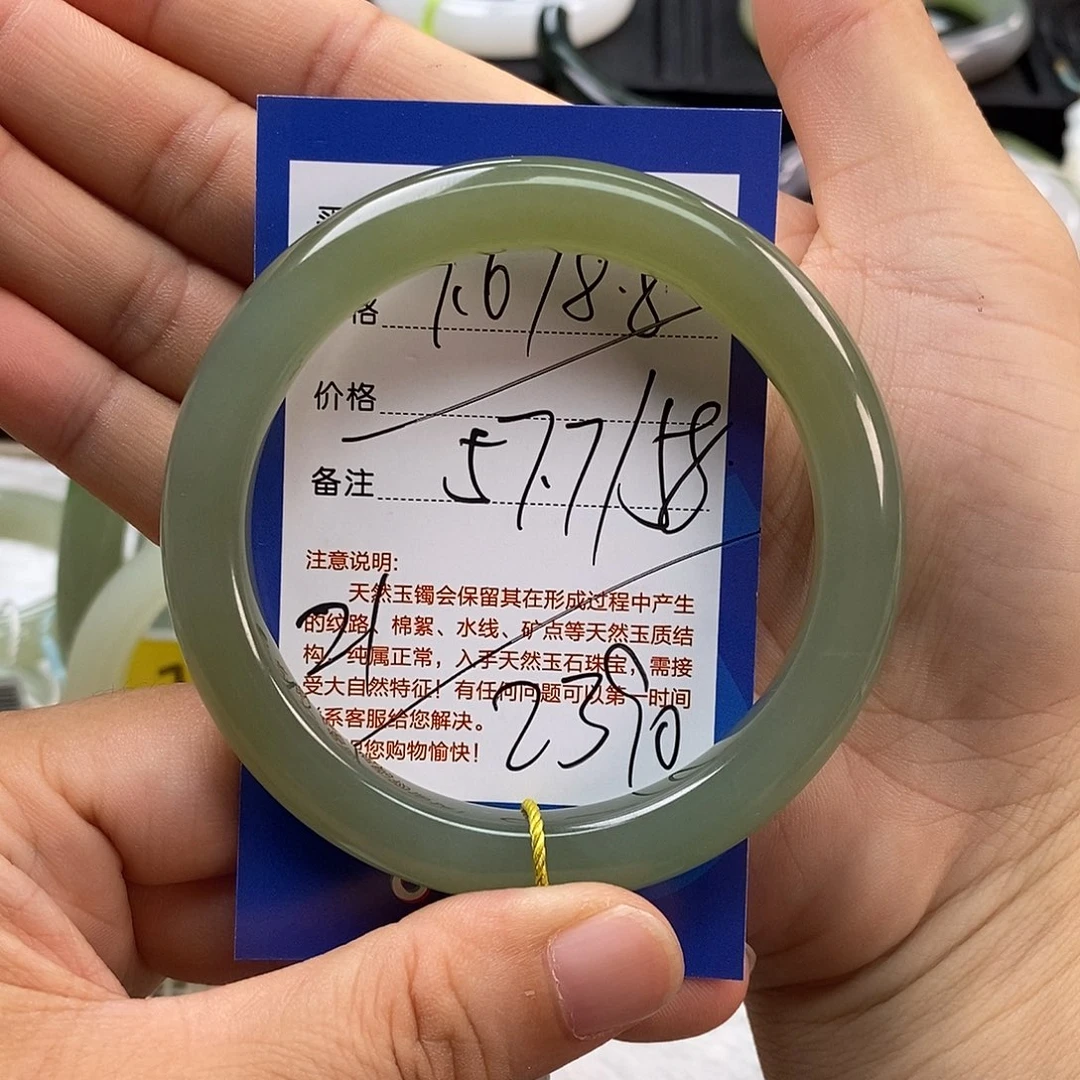 格 7.6/8.8
价格
备注 57.7/58
注意说明:
天然玉镯会保留其在形成过程中产生
的纹路、棉絮、水线、矿点等天然玉质结
构,纯属正常,入手天然玉石珠宝,需接
受大自然特征!有任何问题可以第一时间
系客服给您解决。
您购物愉快!
21
2390